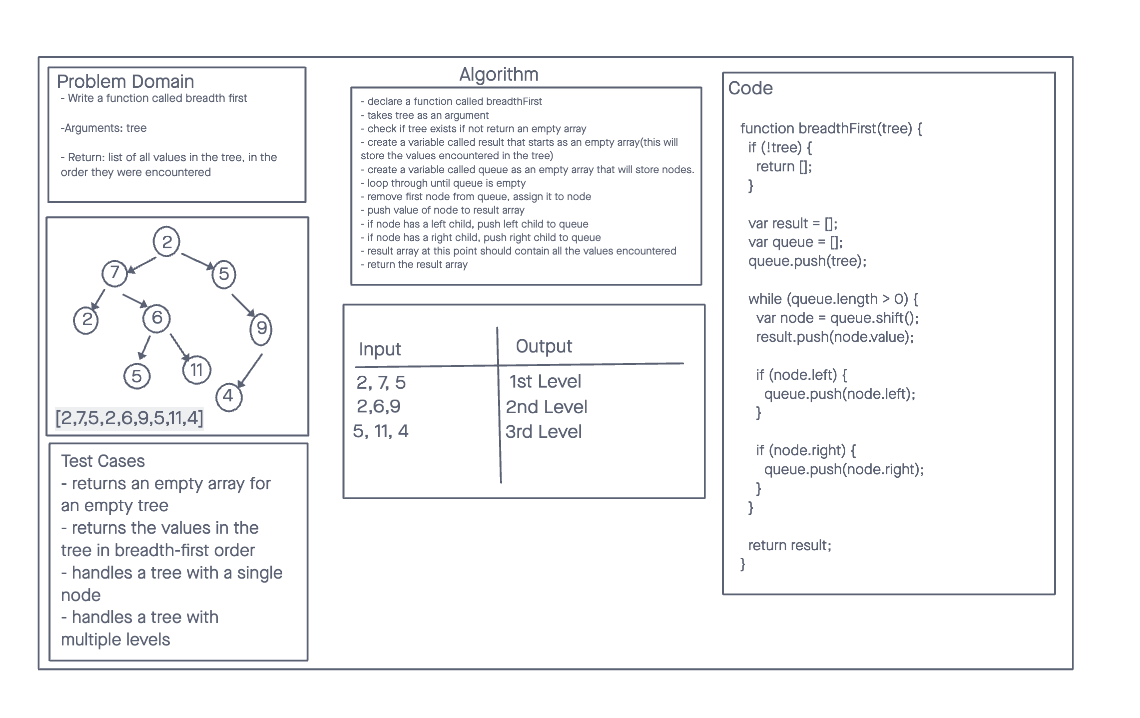 Problem Domain
- Write a function called breadth first
-Arguments: tree
- Return: list of all values in the tree, in the
order they were encountered
2
7
5
2
6
9
5
11
4
[2,7,5,2,6,9,5,11,4]
Test Cases
- returns an empty array for
an empty tree
- returns the values in the
tree in breadth-first order
- handles a tree with a single
node
- handles a tree with
multiple levels
Algorithm
- declare a function called breadthFirst
- takes tree as an argument
- check if tree exists if not return an empty array
- create a variable called result that starts as an empty array(this will
store the values encountered in the tree)
- create a variable called queue as an empty array that will store nodes.
- loop through until queue is empty
- remove first node from queue, assign it to node
- push value of node to result array
- if node has a left child, push left child to queue
- if node has a right child, push right child to queue
- result array at this point should contain all the values encountered
- return the result array
Input Output
2, 7, 5 1st Level
2,6,9 2nd Level
5, 11, 4 3rd Level
Code
function breadthFirst(tree) {
if (!tree) {
return [];
}
var result = [];
var queue = [];
queue.push(tree);
while (queue.length > 0) {
var node = queue.shift();
result.push(node.value);
if (node.left) {
queue.push(node.left);
}
if (node.right) {
queue.push(node.right);
}
}
return result;
}